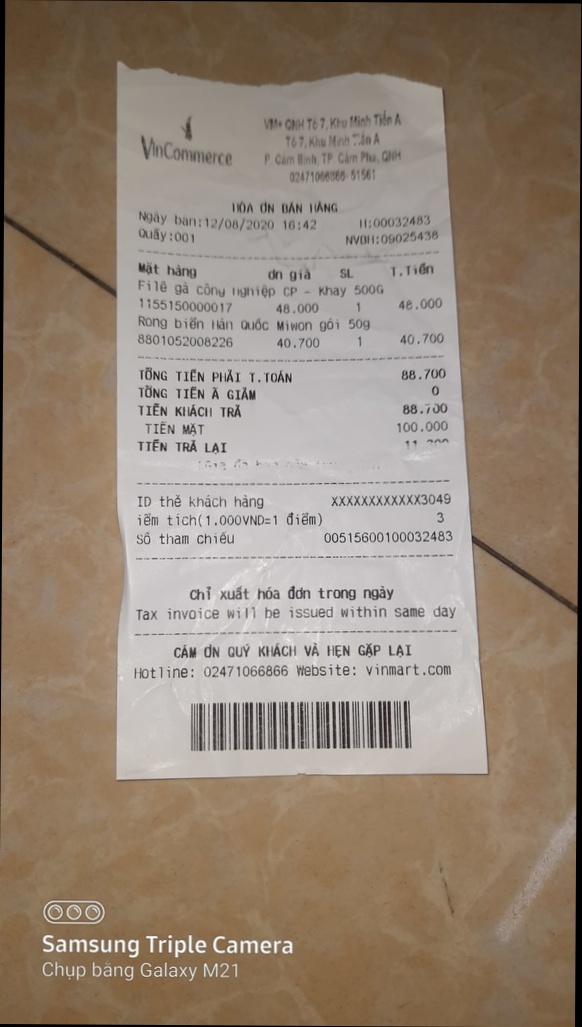 VinCommerce
VM+ QNH Tổ 7, Khu Minh Tiến A
Tổ 7, Khu Minh Tiến A
P. Cẩm Bình, TP. Cẩm Phả, QNH
02471066866- 51561
HÓA ƠN BÁN HÀNG
Ngày bán:12/08/2020 16:42 H:00032483
Quầy:001 NVBH:09025438
Mặt hàng ơn giá SL T.Tiền
Filê gà công nghiệp CP - Khay 500G
1155150000017 48.000 1 48.000
Rong biển Hàn Quốc Miwon gói 50g
8801052008226 40.700 1 40.700
TỔNG TIỀN PHẢI T.TOÁN 88.700
TỔNG TIỀN Ã GIẢM 0
TIỀN KHÁCH TRẢ 88.700
TIỀN MẶT 100.000
TIỀN TRẢ LẠI
ID thẻ khách hàng XXXXXXXXXXXX3049
iểm tích(1.000VND=1 điểm) 3
Số tham chiếu 00515600100032483
Chỉ xuất hóa đơn trong ngày
Tax invoice will be issued within same day
CẢM ƠN QUÝ KHÁCH VÀ HẸN GẶP LẠI
Hotline: 02471066866 Website: vinmart.com
Samsung Triple Camera
Chụp bằng Galaxy M21